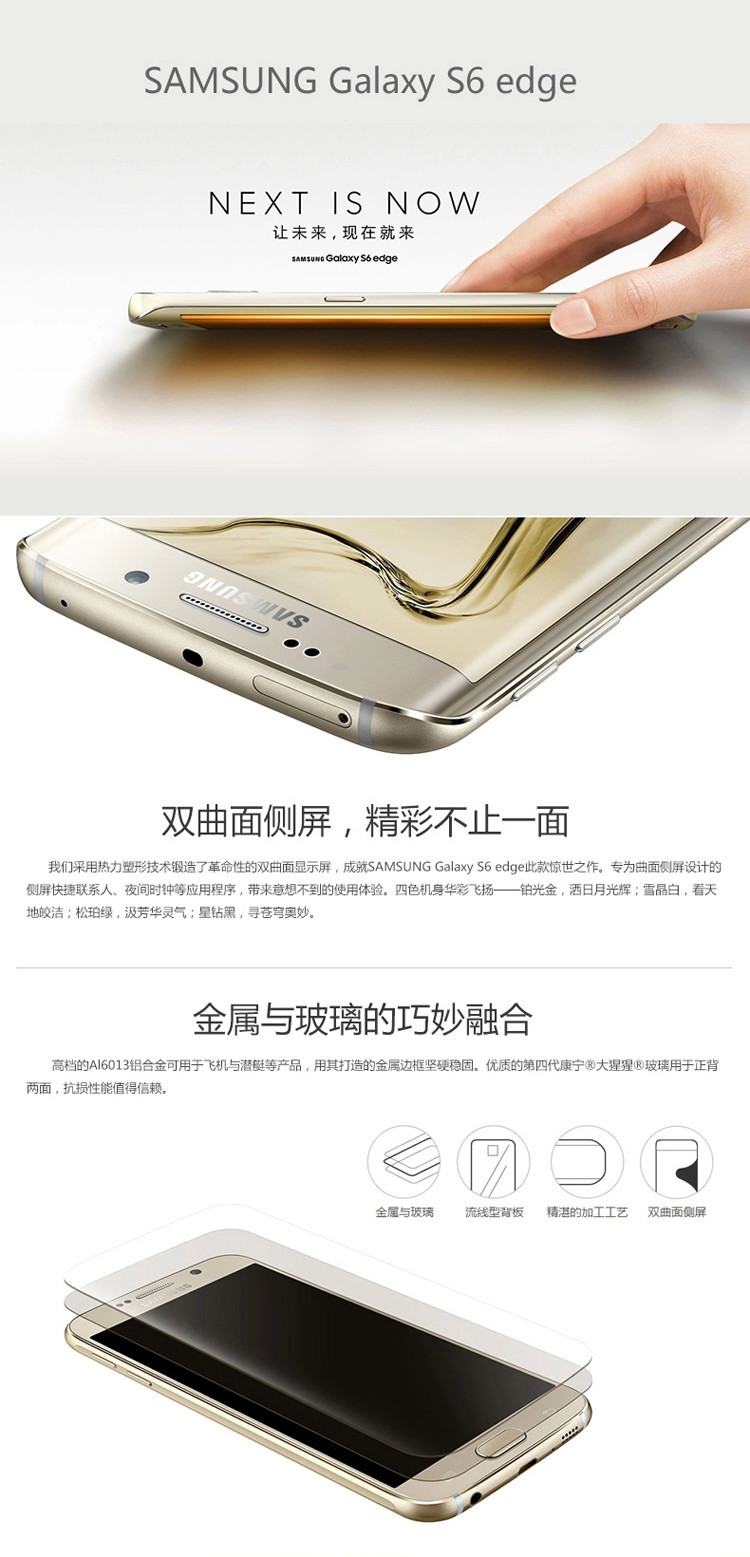 SAMSUNG Galaxy S6 edge
NEXT IS NOW
让未来,现在就来
SAMSUNG Galaxy S6 edge
SAMSUNG
双曲面侧屏，精彩不止一面
我们采用热力塑形技术锻造了革命性的双曲面显示屏，成就SAMSUNG Galaxy S6 edge此款惊世之作。专为曲面侧屏设计的
侧屏快捷联系人、夜间时钟等应用程序，带来意想不到的使用体验。四色机身华彩飞扬——铂光金，洒日月光辉；雪晶白，看天
地皎洁；松珀绿，汲芳华灵气；星钻黑，寻苍穹奥妙。
金属与玻璃的巧妙融合
高档的Al6013铝合金可用于飞机与潜艇等产品，用其打造的金属边框坚硬稳固。优质的第四代康宁®大猩猩®玻璃用于正背
两面，抗损性能值得信赖。
金属与玻璃 流线型背板 精湛的加工工艺 双曲面侧屏
SAMSUNG